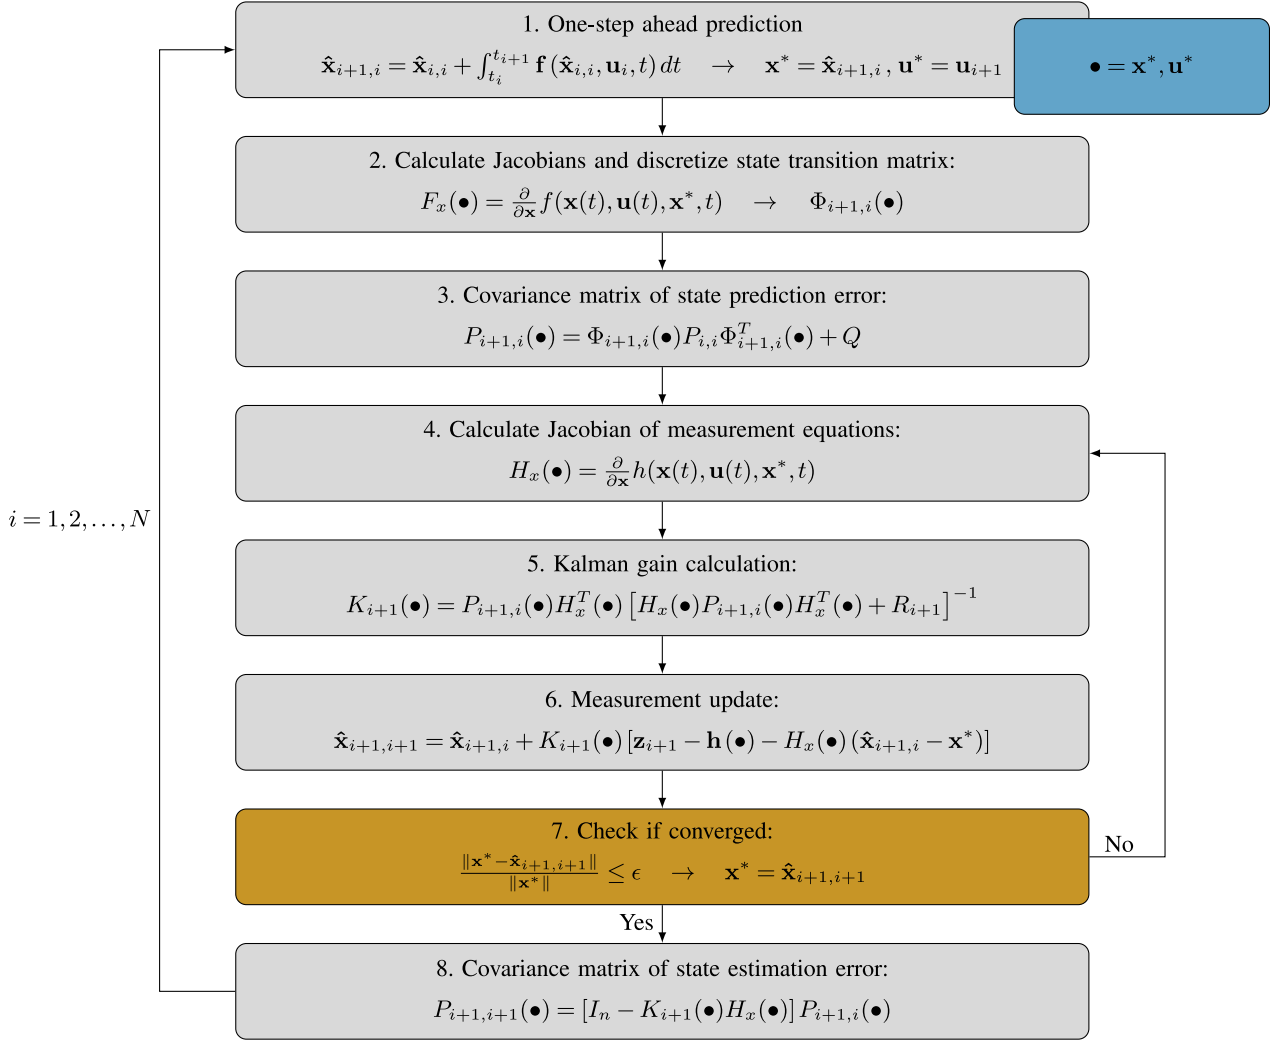 1. One-step ahead prediction
x̂_{i+1,i} = x̂_{i,i} + ∫_{t_i}^{t_{i+1}} f (x̂_{i,i}, u_i, t) dt → x* = x̂_{i+1,i} , u* = u_{i+1}
• = x*, u*
2. Calculate Jacobians and discretize state transition matrix:
F_x(•) = ∂/∂x f(x(t), u(t), x*, t) → Φ_{i+1,i}(•)
3. Covariance matrix of state prediction error:
P_{i+1,i}(•) = Φ_{i+1,i}(•)P_{i,i}Φ^T_{i+1,i}(•) + Q
4. Calculate Jacobian of measurement equations:
H_x(•) = ∂/∂x h(x(t), u(t), x*, t)
i = 1, 2, . . . , N
5. Kalman gain calculation:
K_{i+1}(•) = P_{i+1,i}(•)H_x^T(•) [H_x(•)P_{i+1,i}(•)H_x^T(•) + R_{i+1}]^{−1}
6. Measurement update:
x̂_{i+1,i+1} = x̂_{i+1,i} + K_{i+1}(•) [z_{i+1} − h (•) − H_x(•) (x̂_{i+1,i} − x*)]
7. Check if converged:
‖x* − x̂_{i+1,i+1}‖ / ‖x*‖ ≤ ϵ → x* = x̂_{i+1,i+1}
No
Yes
8. Covariance matrix of state estimation error:
P_{i+1,i+1}(•) = [I_n − K_{i+1}(•)H_x(•)] P_{i+1,i}(•)